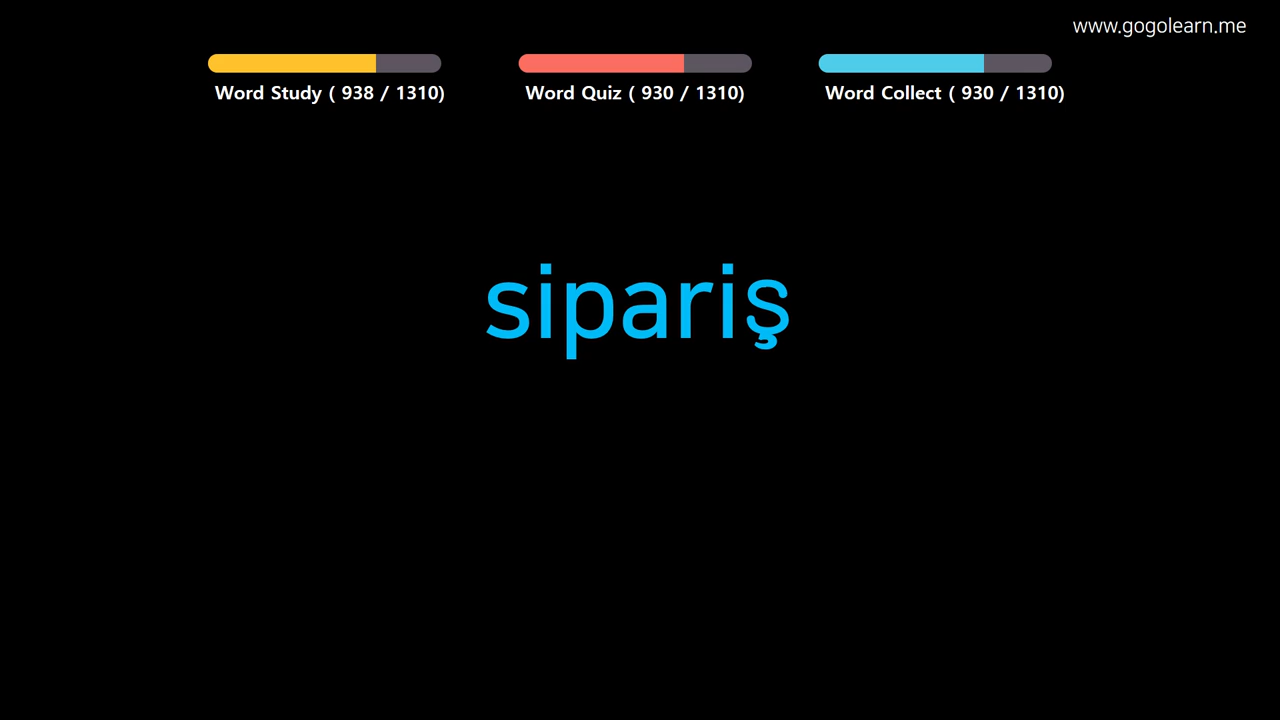 www.gogolearn.me
Word Study ( 938 / 1310)
Word Quiz ( 930 / 1310)
Word Collect ( 930 / 1310)
sipariş